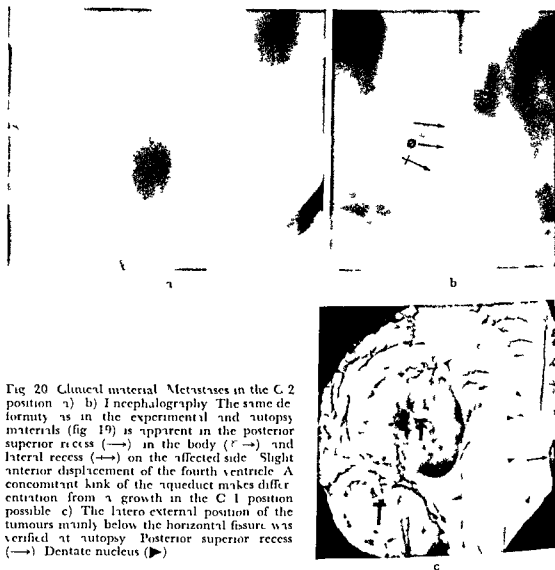 a
b
Fig 20 Clinical material Metastases in the C 2
position a) b) Encephalography The same de
formity as in the experimental and autopsy
materials (fig 19) is apparent in the posterior
superior recess (→) in the body (→) and
lateral recess (→) on the affected side Slight
anterior displacement of the fourth ventricle A
concomitant kink of the aqueduct makes differ
entiation from a growth in the C 1 position
possible c) The latero external position of the
tumours mainly below the horizontal fissure was
verified at autopsy Posterior superior recess
(→) Dentate nucleus (▶)
c